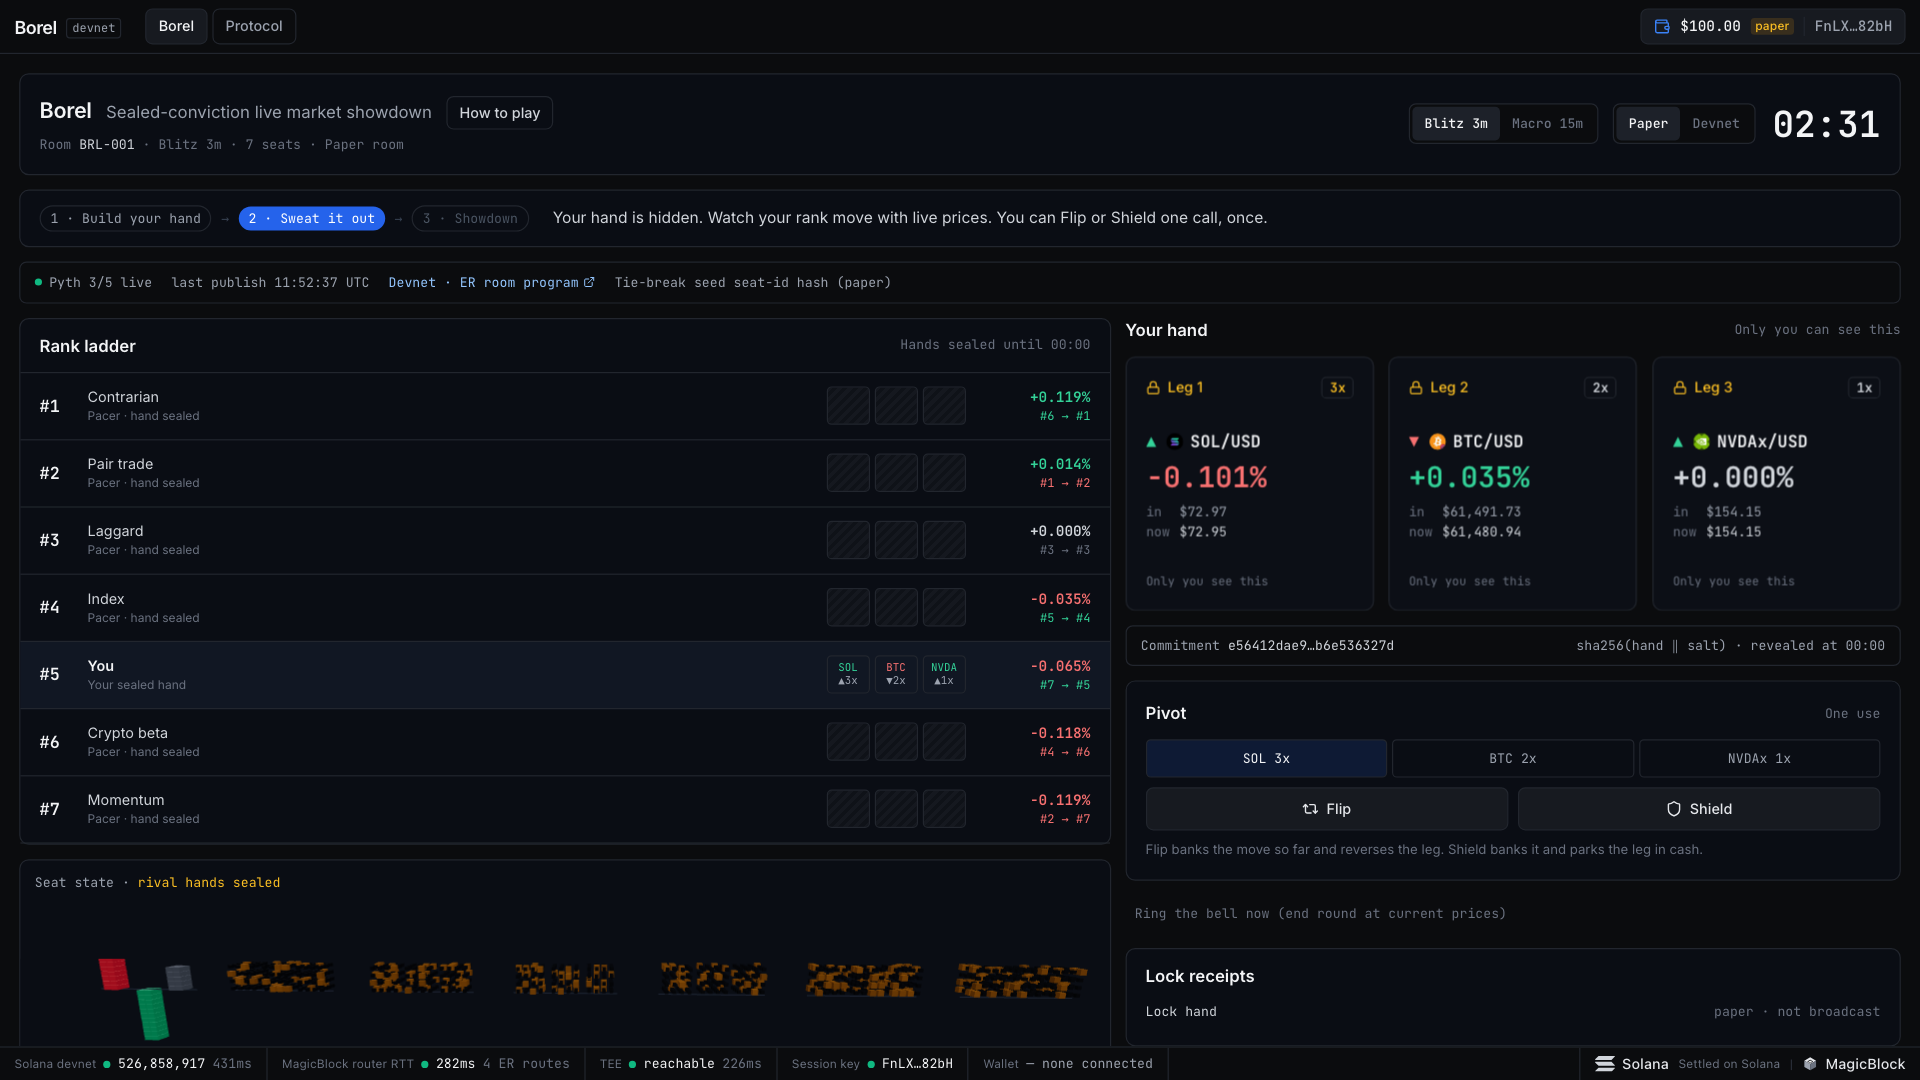 Borel devnet Borel Protocol $100.00 paper FnLX…82bH
Borel Sealed-conviction live market showdown How to play
Room BRL-001 · Blitz 3m · 7 seats · Paper room
Blitz 3m Macro 15m Paper Devnet 02:31
1 · Build your hand → 2 · Sweat it out → 3 · Showdown Your hand is hidden. Watch your rank move with live prices. You can Flip or Shield one call, once.
Pyth 3/5 live last publish 11:52:37 UTC Devnet · ER room program Tie-break seed seat-id hash (paper)
Rank ladder Hands sealed until 00:00
#1 Contrarian +0.119%
Pacer · hand sealed #6 → #1
#2 Pair trade +0.014%
Pacer · hand sealed #1 → #2
#3 Laggard +0.000%
Pacer · hand sealed #3 → #3
#4 Index -0.035%
Pacer · hand sealed #5 → #4
#5 You SOL BTC NVDA -0.065%
Your sealed hand ▲3x ▼2x ▲1x #7 → #5
#6 Crypto beta -0.118%
Pacer · hand sealed #4 → #6
#7 Momentum -0.119%
Pacer · hand sealed #2 → #7
Seat state · rival hands sealed
Your hand Only you can see this
Leg 1 3x
▲ SOL/USD
-0.101%
in $72.97
now $72.95
Only you see this
Leg 2 2x
▼ BTC/USD
+0.035%
in $61,491.73
now $61,480.94
Only you see this
Leg 3 1x
▲ NVDAx/USD
+0.000%
in $154.15
now $154.15
Only you see this
Commitment e56412dae9…b6e536327d sha256(hand ‖ salt) · revealed at 00:00
Pivot One use
SOL 3x BTC 2x NVDAx 1x
Flip Shield
Flip banks the move so far and reverses the leg. Shield banks it and parks the leg in cash.
Ring the bell now (end round at current prices)
Lock receipts
Lock hand paper · not broadcast
Solana devnet 526,858,917 431ms MagicBlock router RTT 282ms 4 ER routes TEE reachable 226ms Session key FnLX…82bH Wallet — none connected Solana Settled on Solana MagicBlock